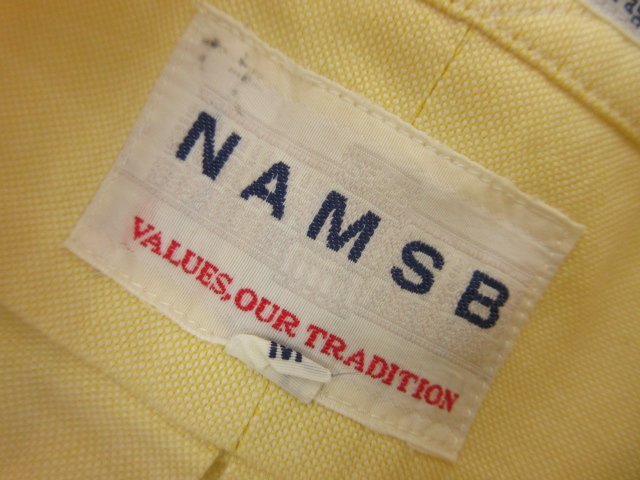 NAMSB
VALUES, OUR TRADITION
M